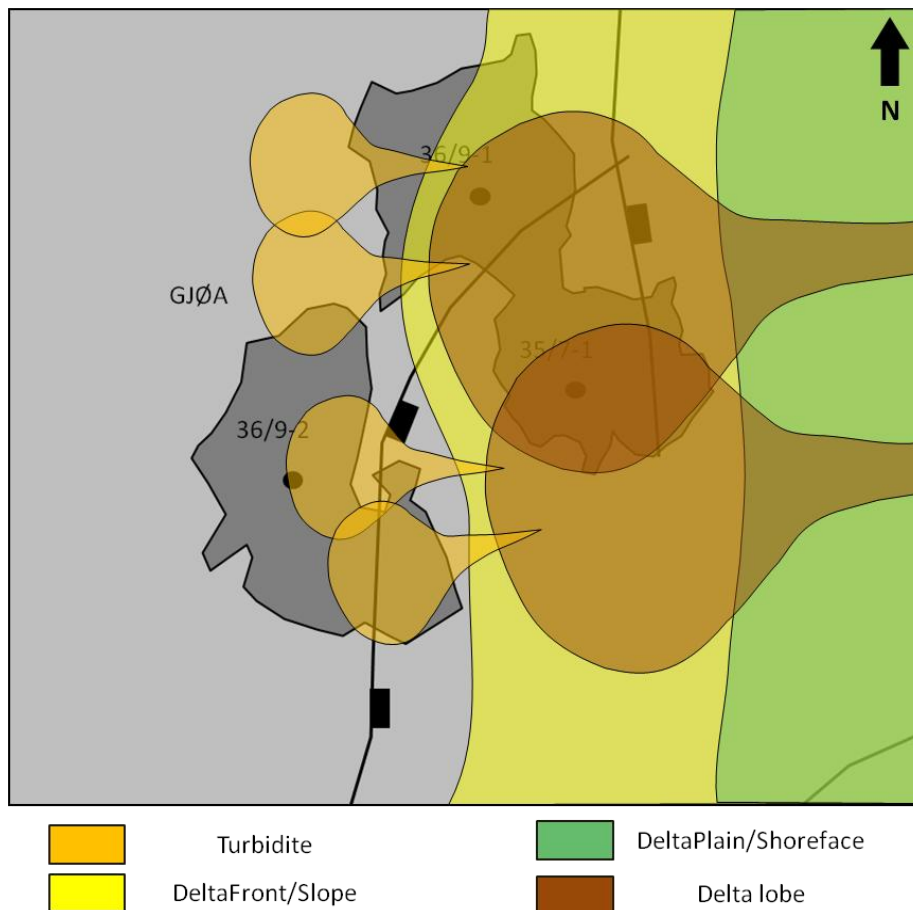 N
36/9-1
GJØA
35/7-1
36/9-2
Turbidite
DeltaPlain/Shoreface
DeltaFront/Slope
Delta lobe